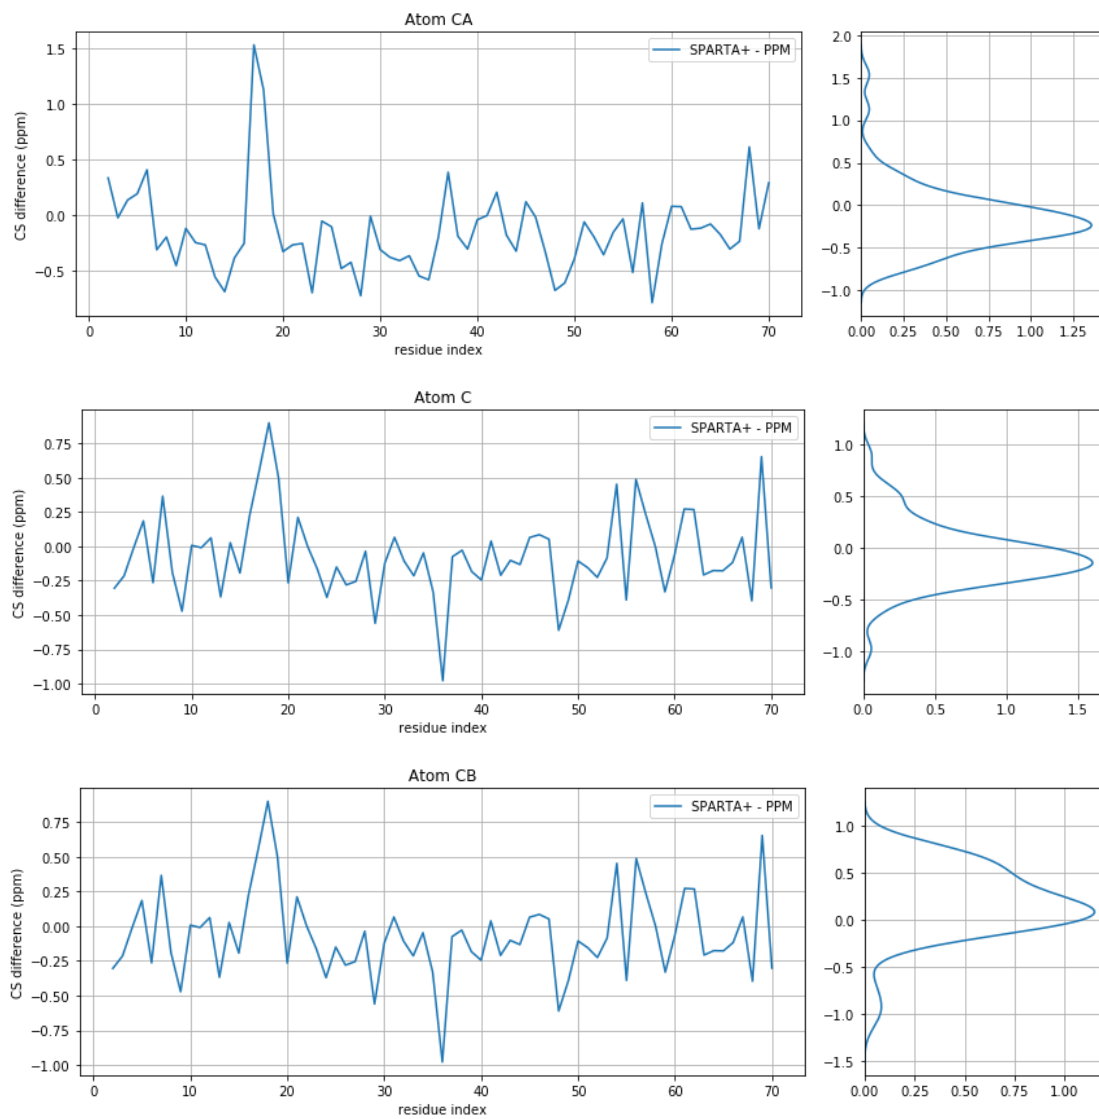 Atom CA
CS difference (ppm)
1.5
1.0
0.5
0.0
−0.5
SPARTA+ - PPM
0 10 20 30 40 50 60 70
residue index
2.0
1.5
1.0
0.5
0.0
−0.5
−1.0
0.00 0.25 0.50 0.75 1.00 1.25
Atom C
CS difference (ppm)
0.75
0.50
0.25
0.00
−0.25
−0.50
−0.75
−1.00
SPARTA+ - PPM
0 10 20 30 40 50 60 70
residue index
1.0
0.5
0.0
−0.5
−1.0
0.0 0.5 1.0 1.5
Atom CB
CS difference (ppm)
0.75
0.50
0.25
0.00
−0.25
−0.50
−0.75
−1.00
SPARTA+ - PPM
0 10 20 30 40 50 60 70
residue index
1.0
0.5
0.0
−0.5
−1.0
−1.5
0.00 0.25 0.50 0.75 1.00